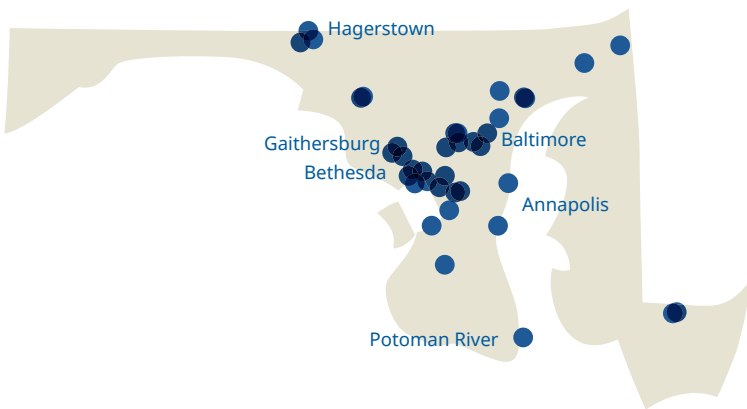 Hagerstown
Gaithersburg
Baltimore
Bethesda
Annapolis
Potoman River